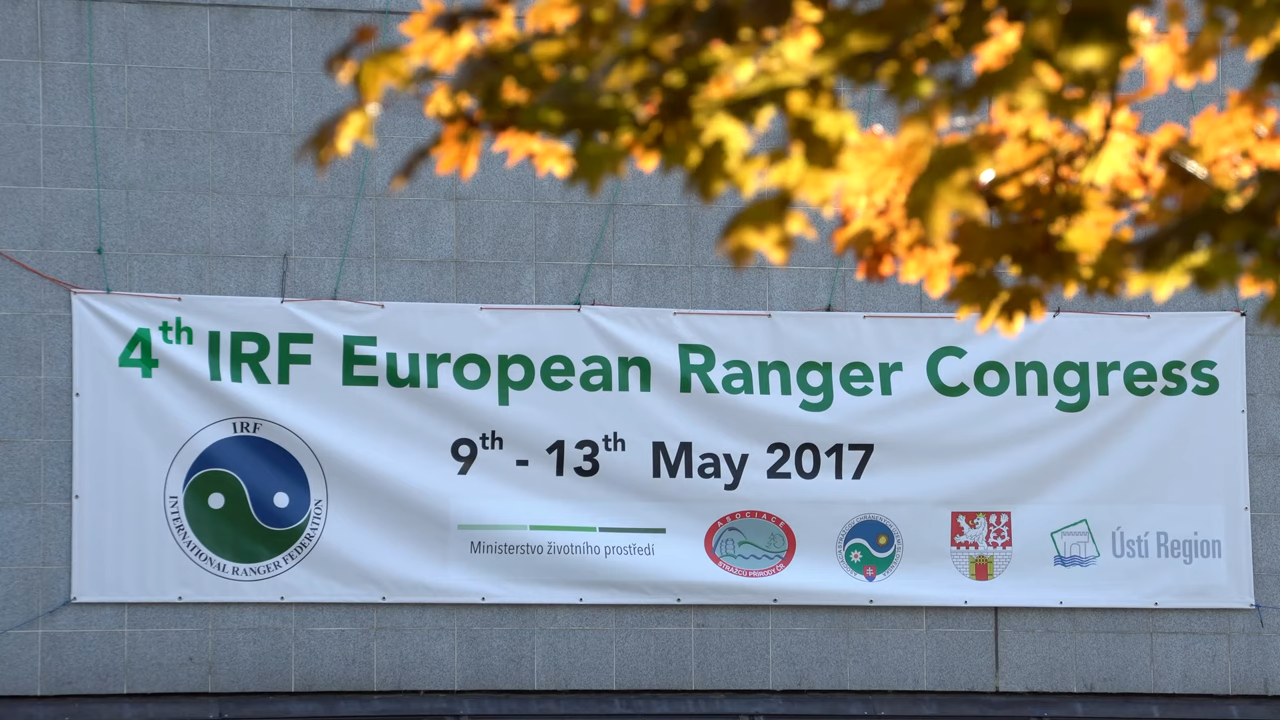 4th IRF European Ranger Congress
9th - 13th May 2017
IRF
INTERNATIONAL RANGER FEDERATION
Ministerstvo životního prostředí
ASOCIACE
STRÁŽCŮ PŘÍRODY ČR
Ústí Region